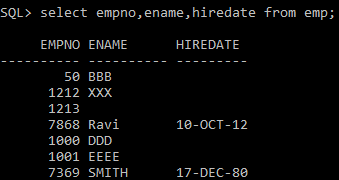 SQL> select empno,ename,hiredate from emp;
EMPNO ENAME HIREDATE
---------- ---------- ---------
50 BBB
1212 XXX
1213
7868 Ravi 10-OCT-12
1000 DDD
1001 EEEE
7369 SMITH 17-DEC-80